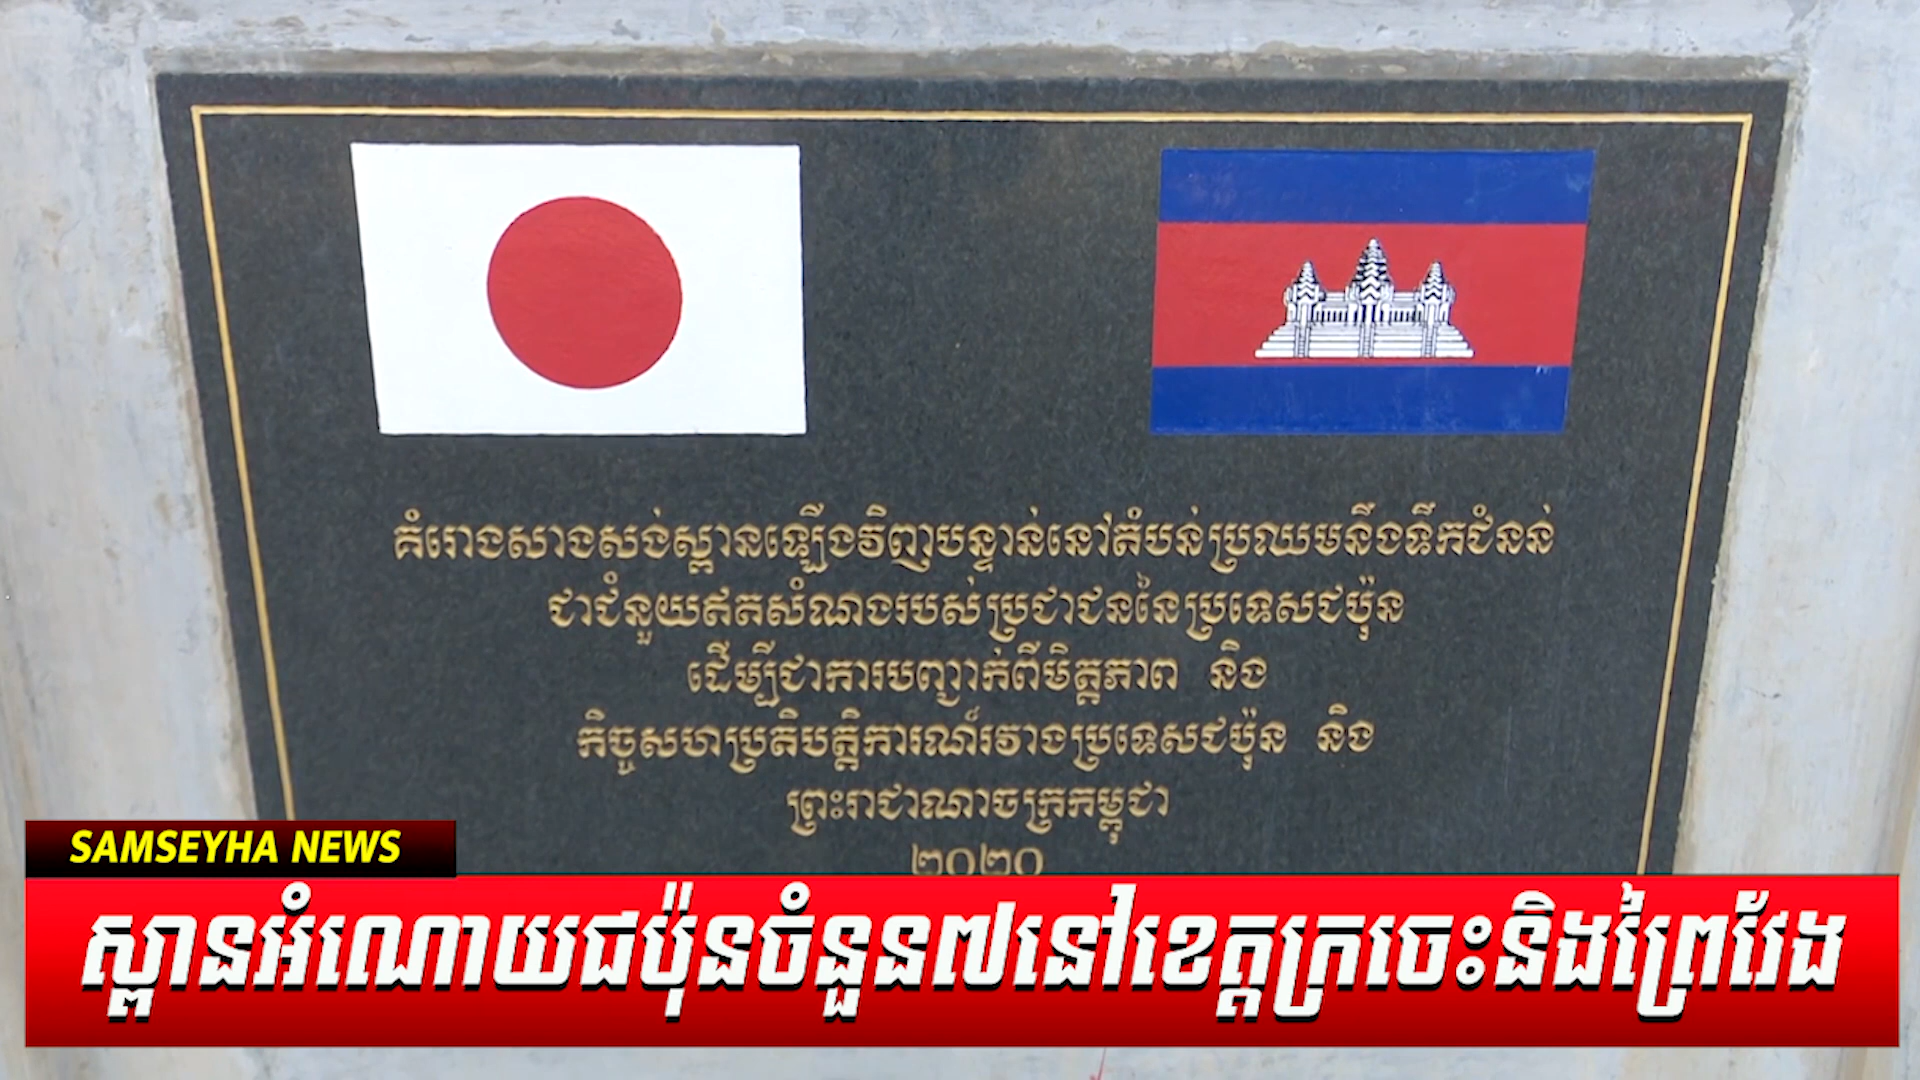 គំរោងសាងសង់ស្ពានឡើងវិញបន្ទាន់នៅតំបន់ប្រឈមនឹងទឹកជំនន់
ជាជំនួយឥតសំណងរបស់ប្រជាជននៃប្រទេសជប៉ុន
ដើម្បីជាការបញ្ជាក់ពីមិត្តភាព និង
កិច្ចសហប្រតិបត្តិការណ៍រវាងប្រទេសជប៉ុន និង
ព្រះរាជាណាចក្រកម្ពុជា
២០២០
SAMSEYHA NEWS
ស្ពានអំណោយជប៉ុនចំនួន៧នៅខេត្តក្រចេះនិងព្រៃវែង